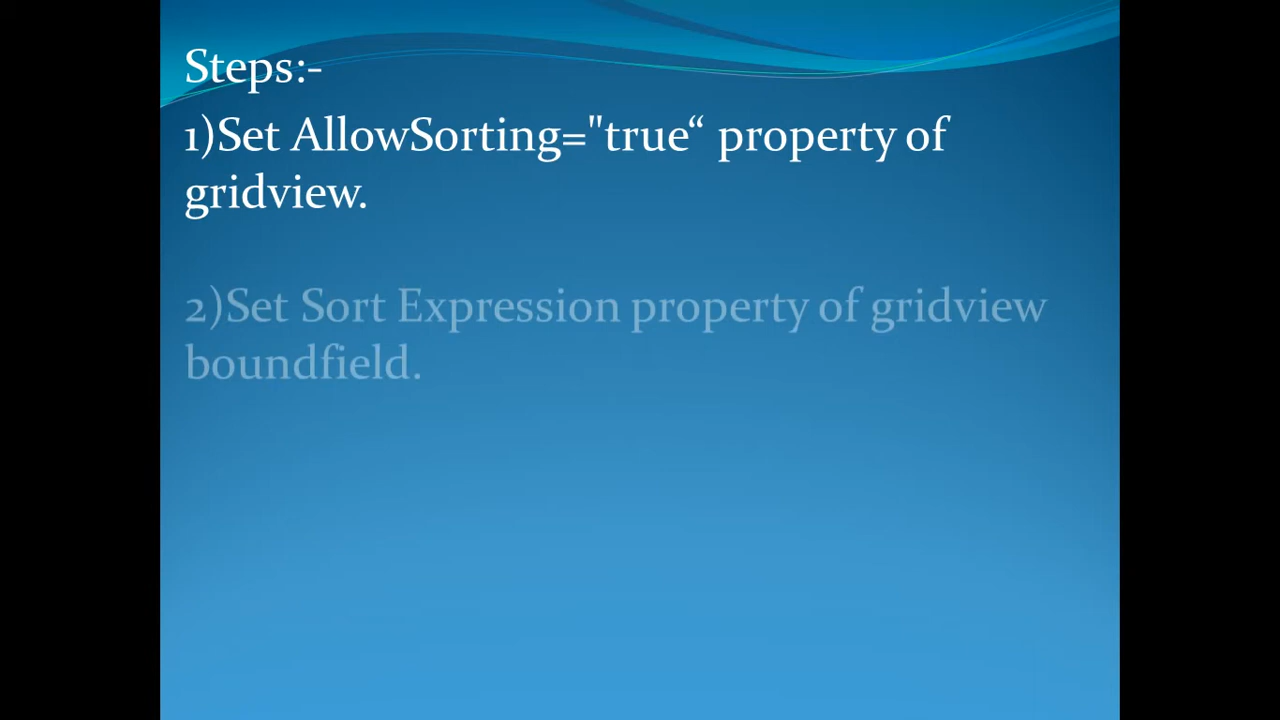 Steps:-
1)Set AllowSorting="true“ property of
gridview.
2)Set Sort Expression property of gridview
boundfield.